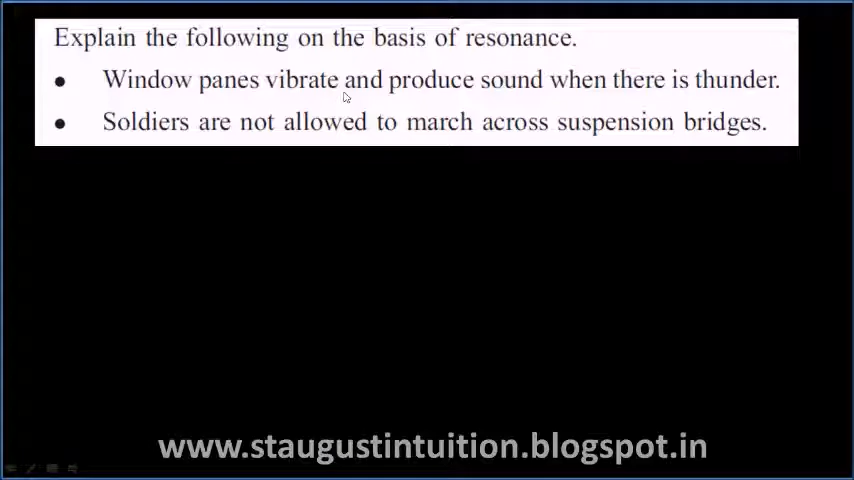 Explain the following on the basis of resonance.
● Window panes vibrate and produce sound when there is thunder.
● Soldiers are not allowed to march across suspension bridges.
www.staugustintuition.blogspot.in